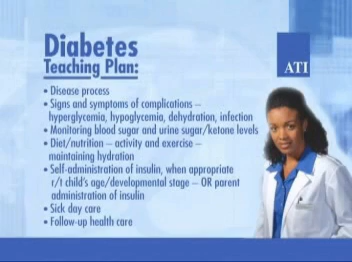 Diabetes
Teaching Plan:
ATI
• Disease process
• Signs and symptoms of complications –
hyperglycemia, hypoglycemia, dehydration, infection
• Monitoring blood sugar and urine sugar/ketone levels
• Diet/nutrition – activity and exercise –
maintaining hydration
• Self-administration of insulin, when appropriate
r/t child's age/developmental stage – OR parent
administration of insulin
• Sick day care
• Follow-up health care